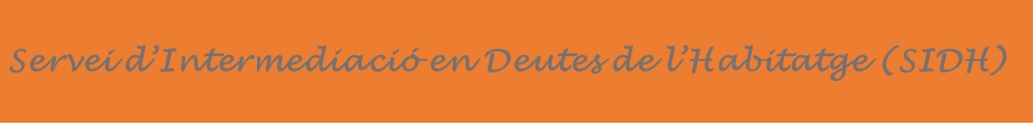 Servei d’Intermediació en Deutes de l’Habitatge (SIDH)